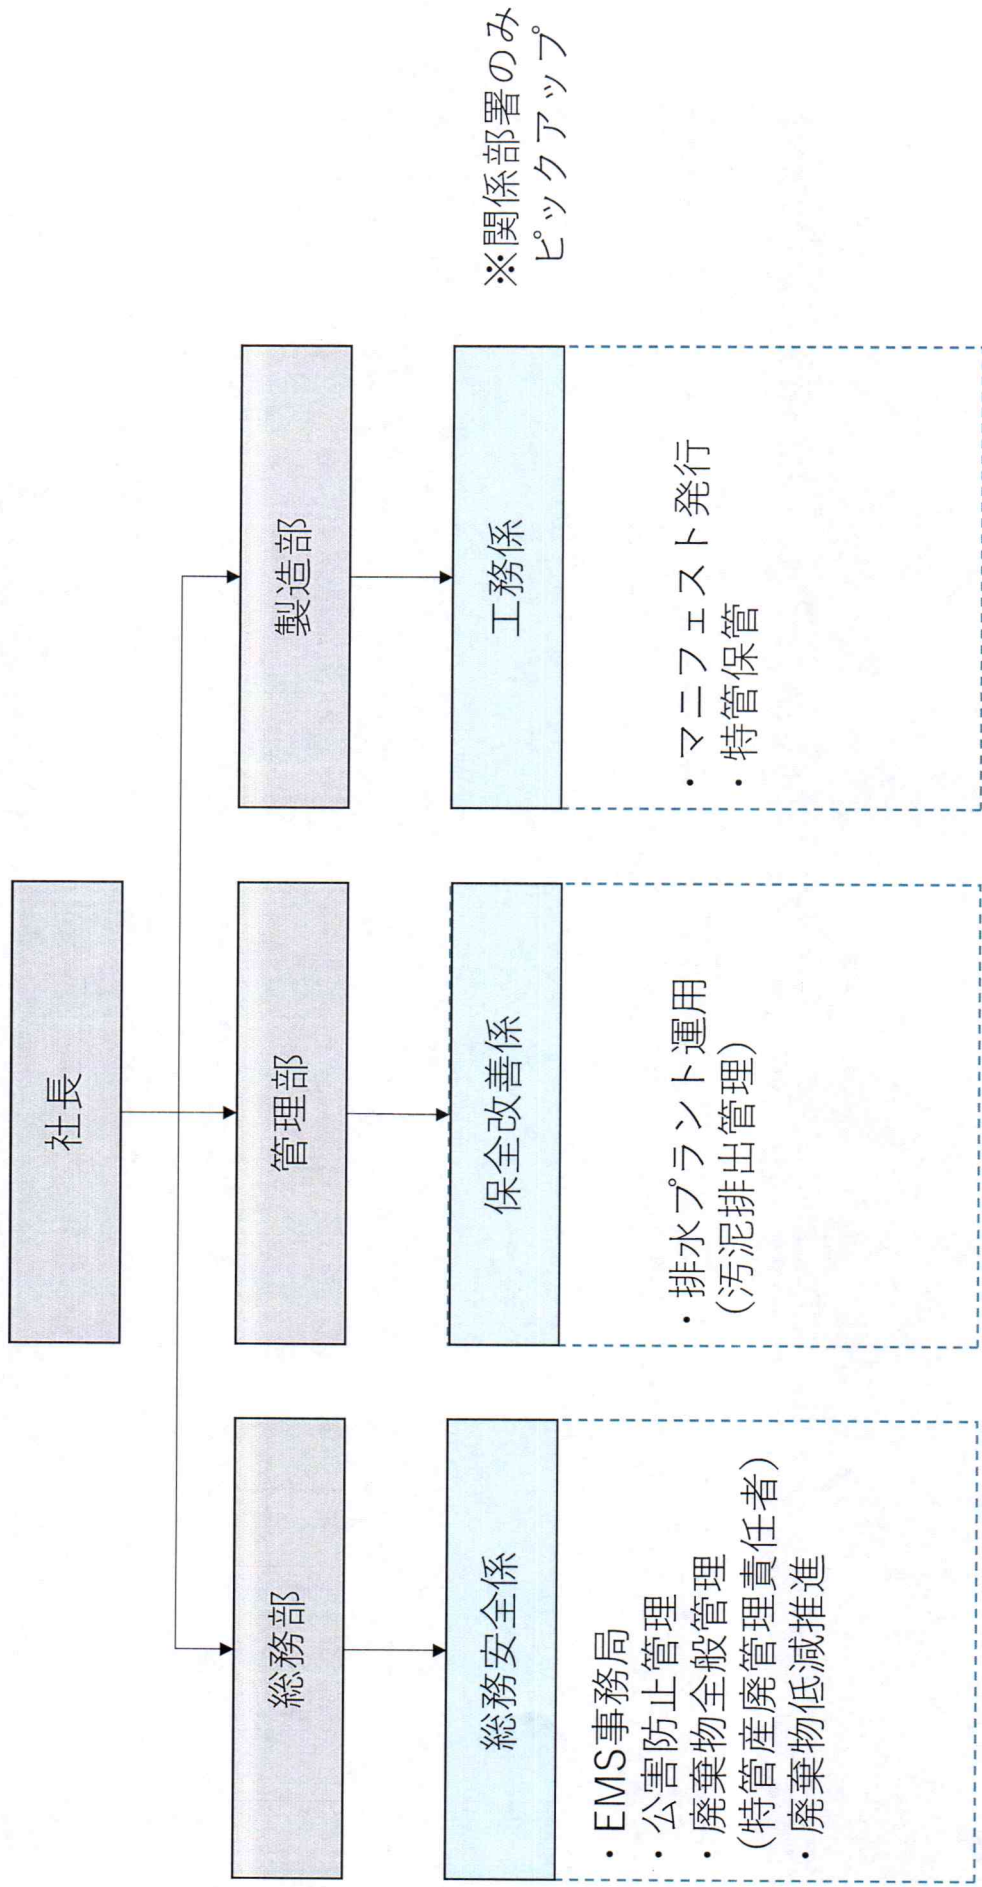 社長
総務部
管理部
製造部
総務安全係
保全改善係
工務係
※関係部署のみ
ピックアップ
・EMS事務局
・公害防止管理
・廃棄物全般管理
(特管産廃管理責任者)
・廃棄物低減推進
・排水プラント運用
(汚泥排出管理)
・マニフェスト発行
・特管保管